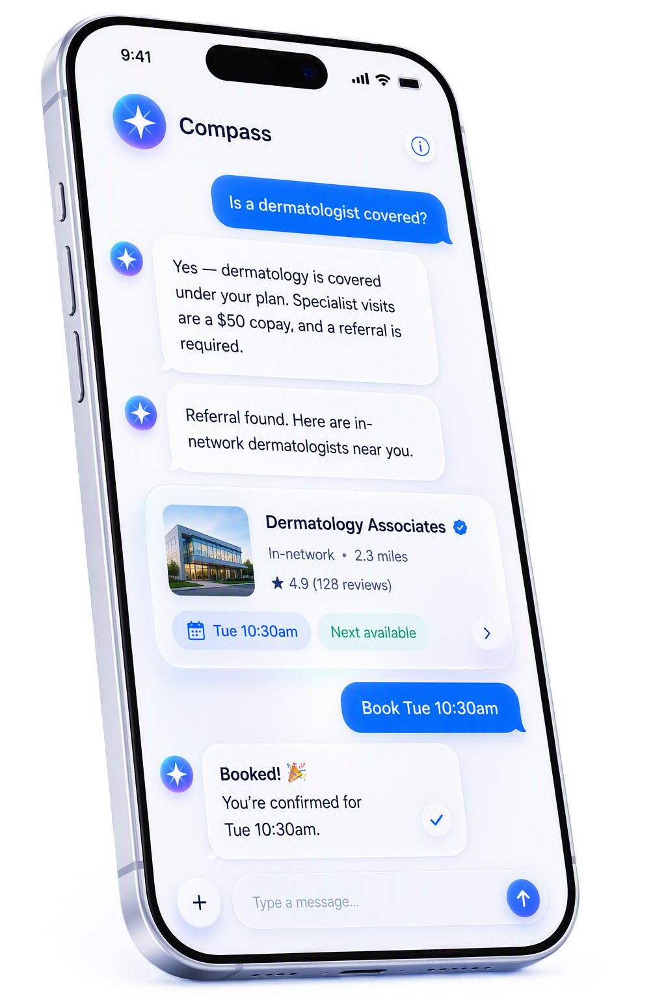 9:41
Compass
Is a dermatologist covered?
Yes — dermatology is covered
under your plan. Specialist visits
are a $50 copay, and a referral is
required.
Referral found. Here are in-
network dermatologists near you.
Dermatology Associates
In-network • 2.3 miles
★ 4.9 (128 reviews)
Tue 10:30am
Next available
Book Tue 10:30am
Booked! 🎉
You’re confirmed for
Tue 10:30am.
Type a message...